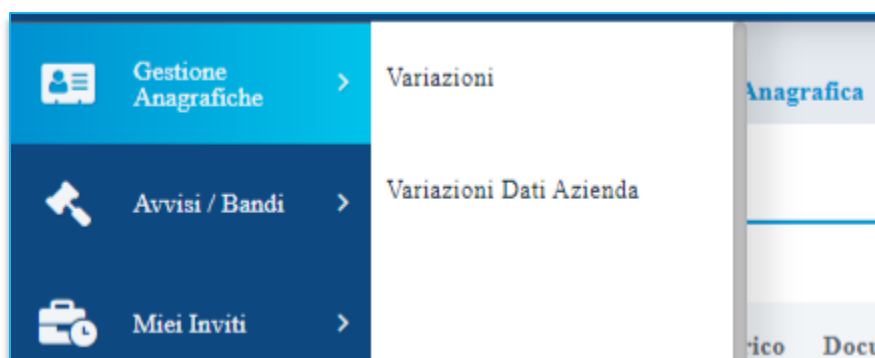 Gestione
Anagrafiche
Variazioni
Anagrafica
Avvisi / Bandi
Variazioni Dati Azienda
Miei Inviti